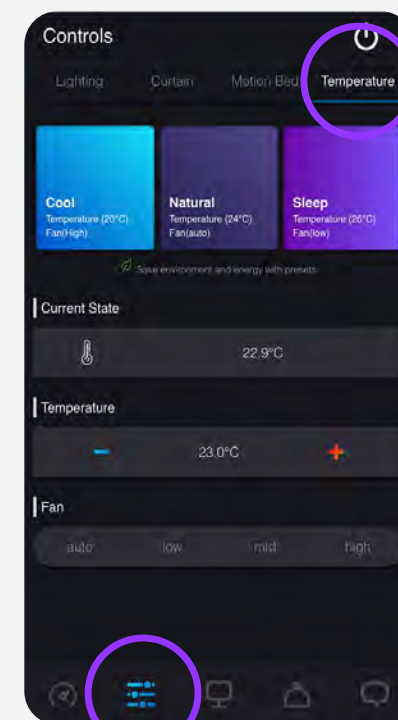 Controls
Lighting Curtain Motion Bed Temperature
Cool
Temperature (20°C)
Fan(High)
Natural
Temperature (24°C)
Fan(auto)
Sleep
Temperature (26°C)
Fan(low)
Save environment and energy with presets.
Current State
22.9°C
Temperature
23.0°C
Fan
auto low mid high